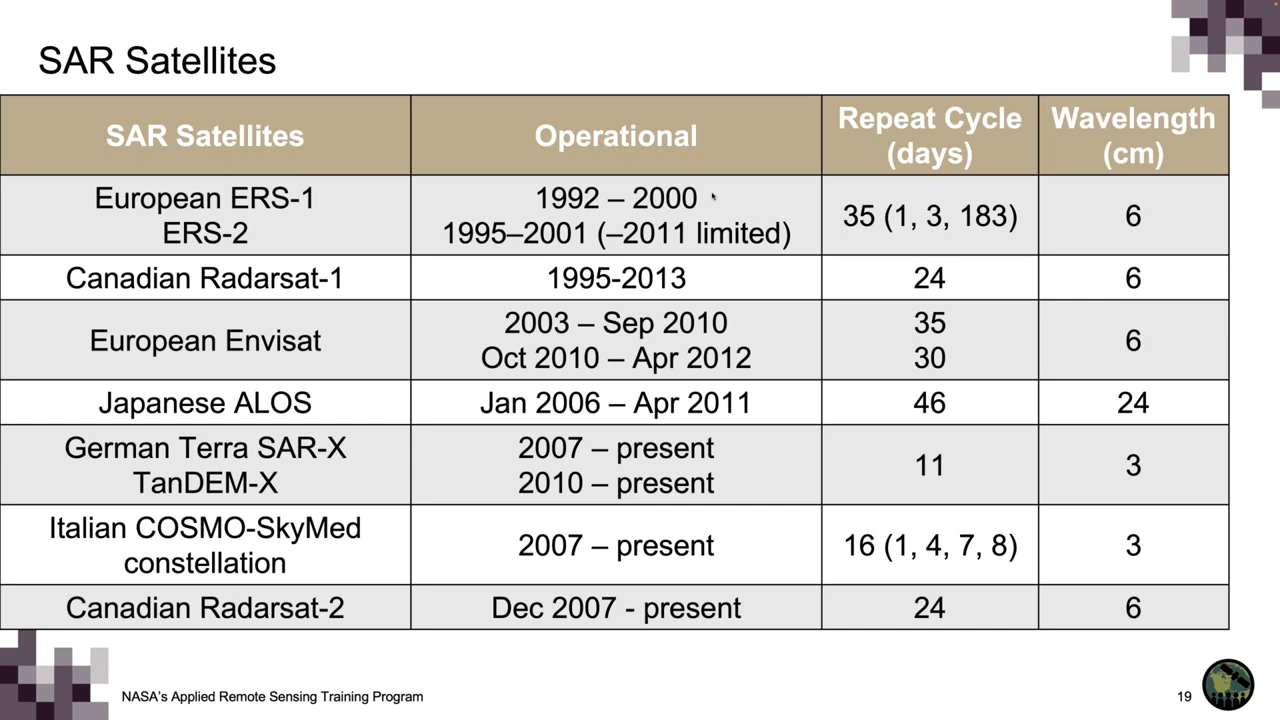 SAR Satellites
SAR Satellites
Operational
Repeat Cycle
(days)
Wavelength
(cm)
European ERS-1
ERS-2
1992 – 2000
1995–2001 (–2011 limited)
35 (1, 3, 183)
6
Canadian Radarsat-1
1995-2013
24
6
European Envisat
2003 – Sep 2010
Oct 2010 – Apr 2012
35
30
6
Japanese ALOS
Jan 2006 – Apr 2011
46
24
German Terra SAR-X
TanDEM-X
2007 – present
2010 – present
11
3
Italian COSMO-SkyMed
constellation
2007 – present
16 (1, 4, 7, 8)
3
Canadian Radarsat-2
Dec 2007 - present
24
6
NASA's Applied Remote Sensing Training Program
19